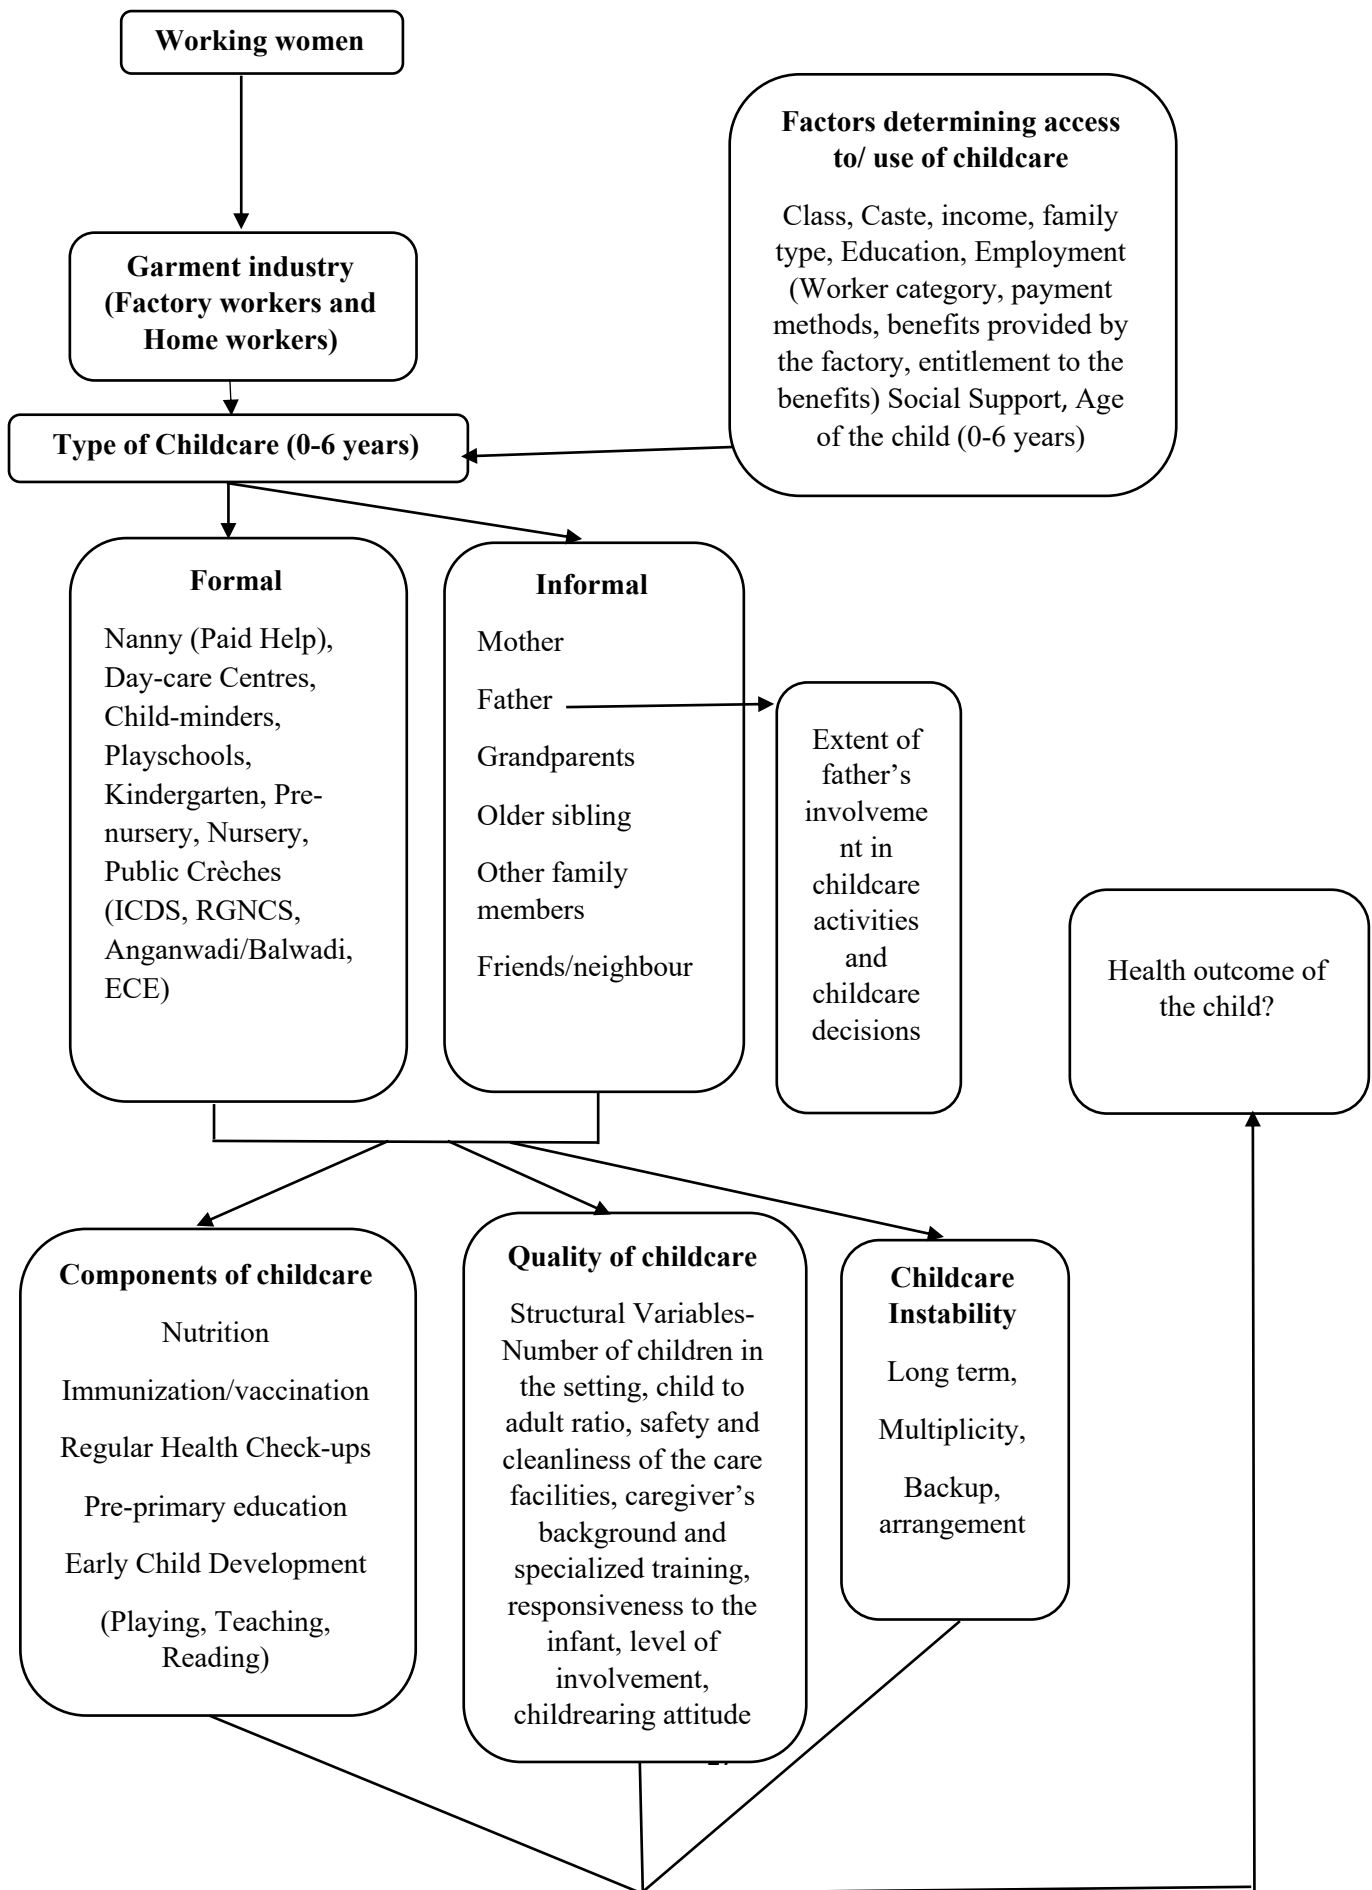 Working women
Factors determining access
to/ use of childcare
Class, Caste, income, family
type, Education, Employment
(Worker category, payment
methods, benefits provided by
the factory, entitlement to the
benefits) Social Support, Age
of the child (0-6 years)
Garment industry
(Factory workers and
Home workers)
Type of Childcare (0-6 years)
Formal
Nanny (Paid Help),
Day-care Centres,
Child-minders,
Playschools,
Kindergarten, Pre-
nursery, Nursery,
Public Crèches
(ICDS, RGNCS,
Anganwadi/Balwadi,
ECE)
Informal
Mother
Father
Grandparents
Older sibling
Other family
members
Friends/neighbour
Extent of
father’s
involveme
nt in
childcare
activities
and
childcare
decisions
Health outcome of
the child?
Components of childcare
Nutrition
Immunization/vaccination
Regular Health Check-ups
Pre-primary education
Early Child Development
(Playing, Teaching,
Reading)
Quality of childcare
Structural Variables-
Number of children in
the setting, child to
adult ratio, safety and
cleanliness of the care
facilities, caregiver’s
background and
specialized training,
responsiveness to the
infant, level of
involvement,
childrearing attitude
Childcare
Instability
Long term,
Multiplicity,
Backup,
arrangement